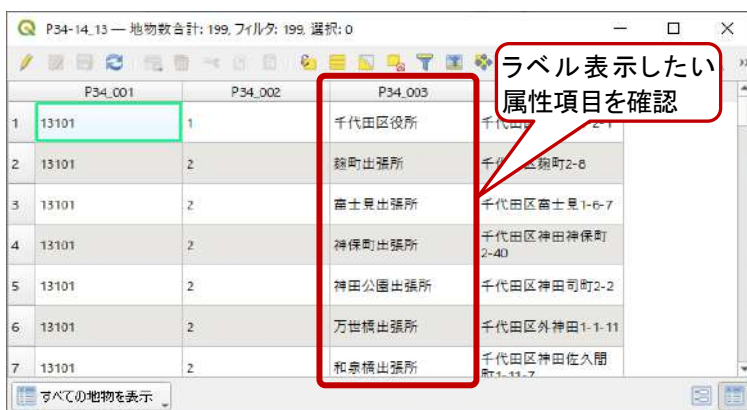 P34-14_13 — 地物数合計: 199, フィルタ: 199, 選択: 0
ラベル表示したい
属性項目を確認
P34_001 P34_002 P34_003
1 13101 1 千代田区役所
2 13101 2 麹町出張所 千代田区麹町2-8
3 13101 2 富士見出張所 千代田区富士見1-6-7
4 13101 2 神保町出張所 千代田区神田神保町
2-40
5 13101 2 神田公園出張所 千代田区神田司町2-2
6 13101 2 万世橋出張所 千代田区外神田1-1-11
7 13101 2 和泉橋出張所 千代田区神田佐久間
町1-11-7
すべての地物を表示